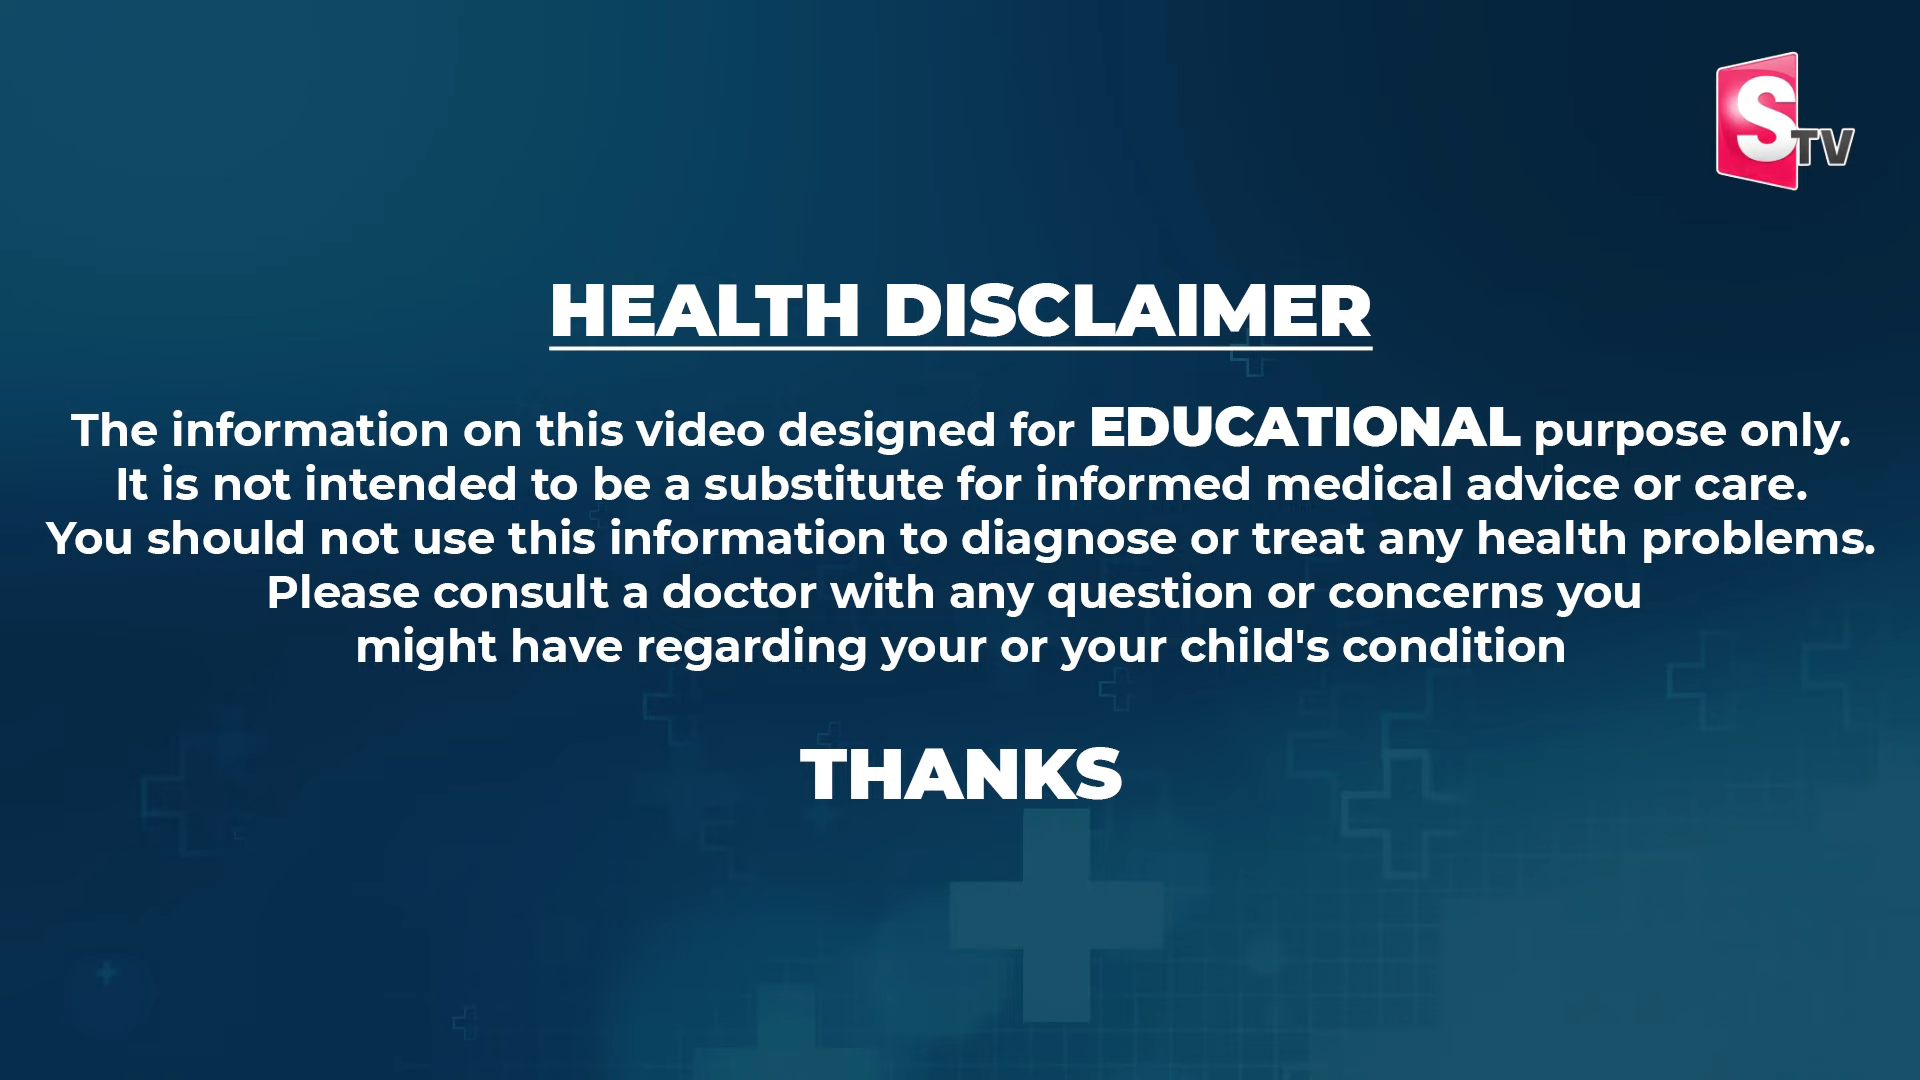 STV
HEALTH DISCLAIMER
The information on this video designed for EDUCATIONAL purpose only.
It is not intended to be a substitute for informed medical advice or care.
You should not use this information to diagnose or treat any health problems.
Please consult a doctor with any question or concerns you
might have regarding your or your child's condition
THANKS